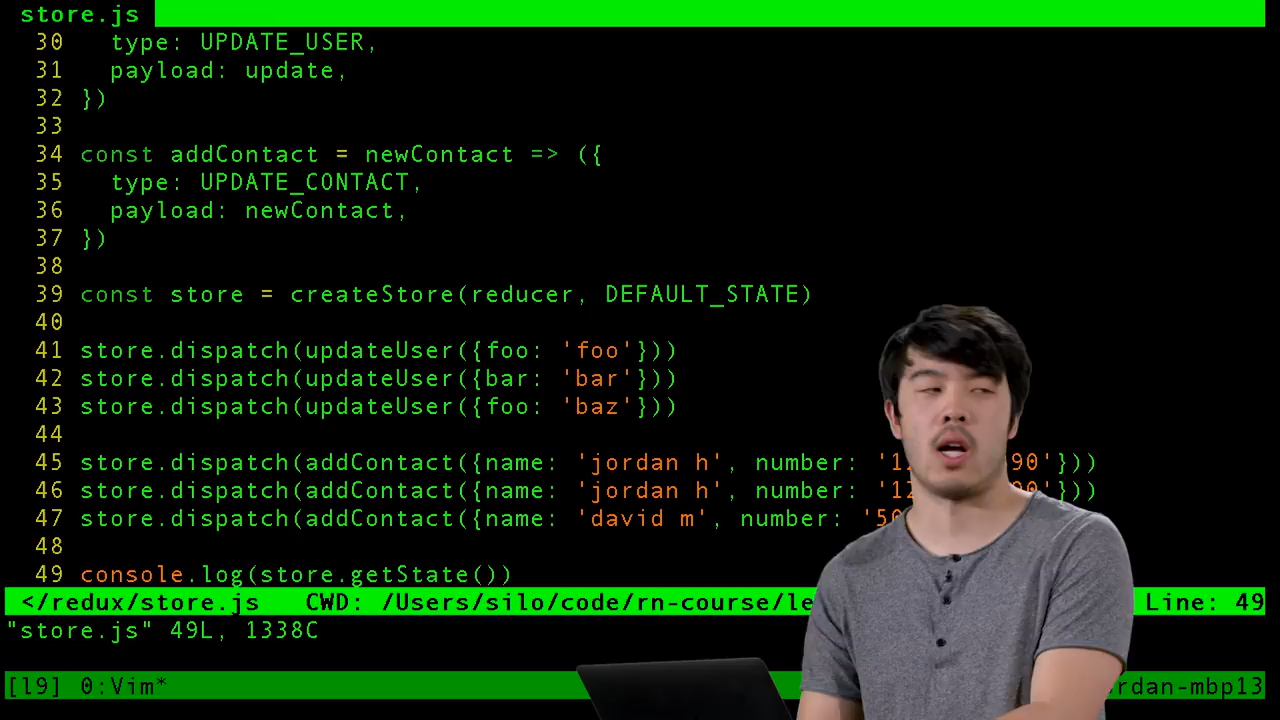 store.js
30 type: UPDATE_USER,
31 payload: update,
32 })
33
34 const addContact = newContact => ({
35 type: UPDATE_CONTACT,
36 payload: newContact,
37 })
38
39 const store = createStore(reducer, DEFAULT_STATE)
40
41 store.dispatch(updateUser({foo: 'foo'}))
42 store.dispatch(updateUser({bar: 'bar'}))
43 store.dispatch(updateUser({foo: 'baz'}))
44
45 store.dispatch(addContact({name: 'jordan h', number: 90'}))
46 store.dispatch(addContact({name: 'jordan h', number:
47 store.dispatch(addContact({name: 'david m', number:
48
49 console.log(store.getState())
</redux/store.js CWD: /Users/silo/code/rn-course/le Line: 49
"store.js" 49L, 1338C
[l9] 0:Vim* rdan-mbp13